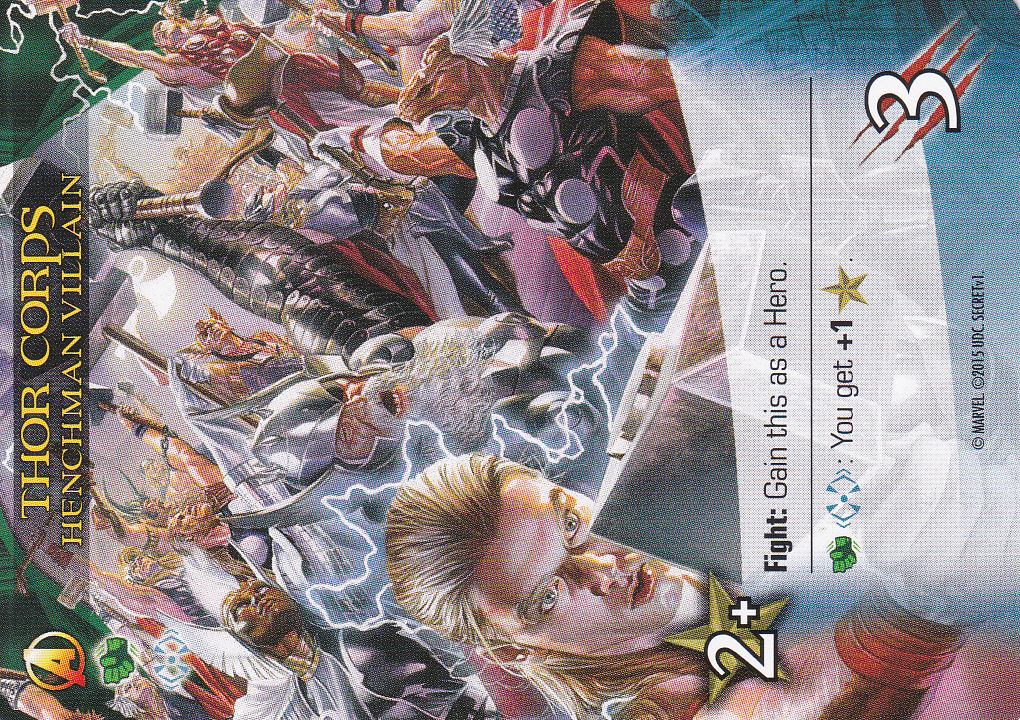 THOR CORPS
HENCHMAN VILLAIN
2+
Fight: Gain this as a Hero.
: You get +1 .
3
© MARVEL. ©2015 UDC. SECRETv1.